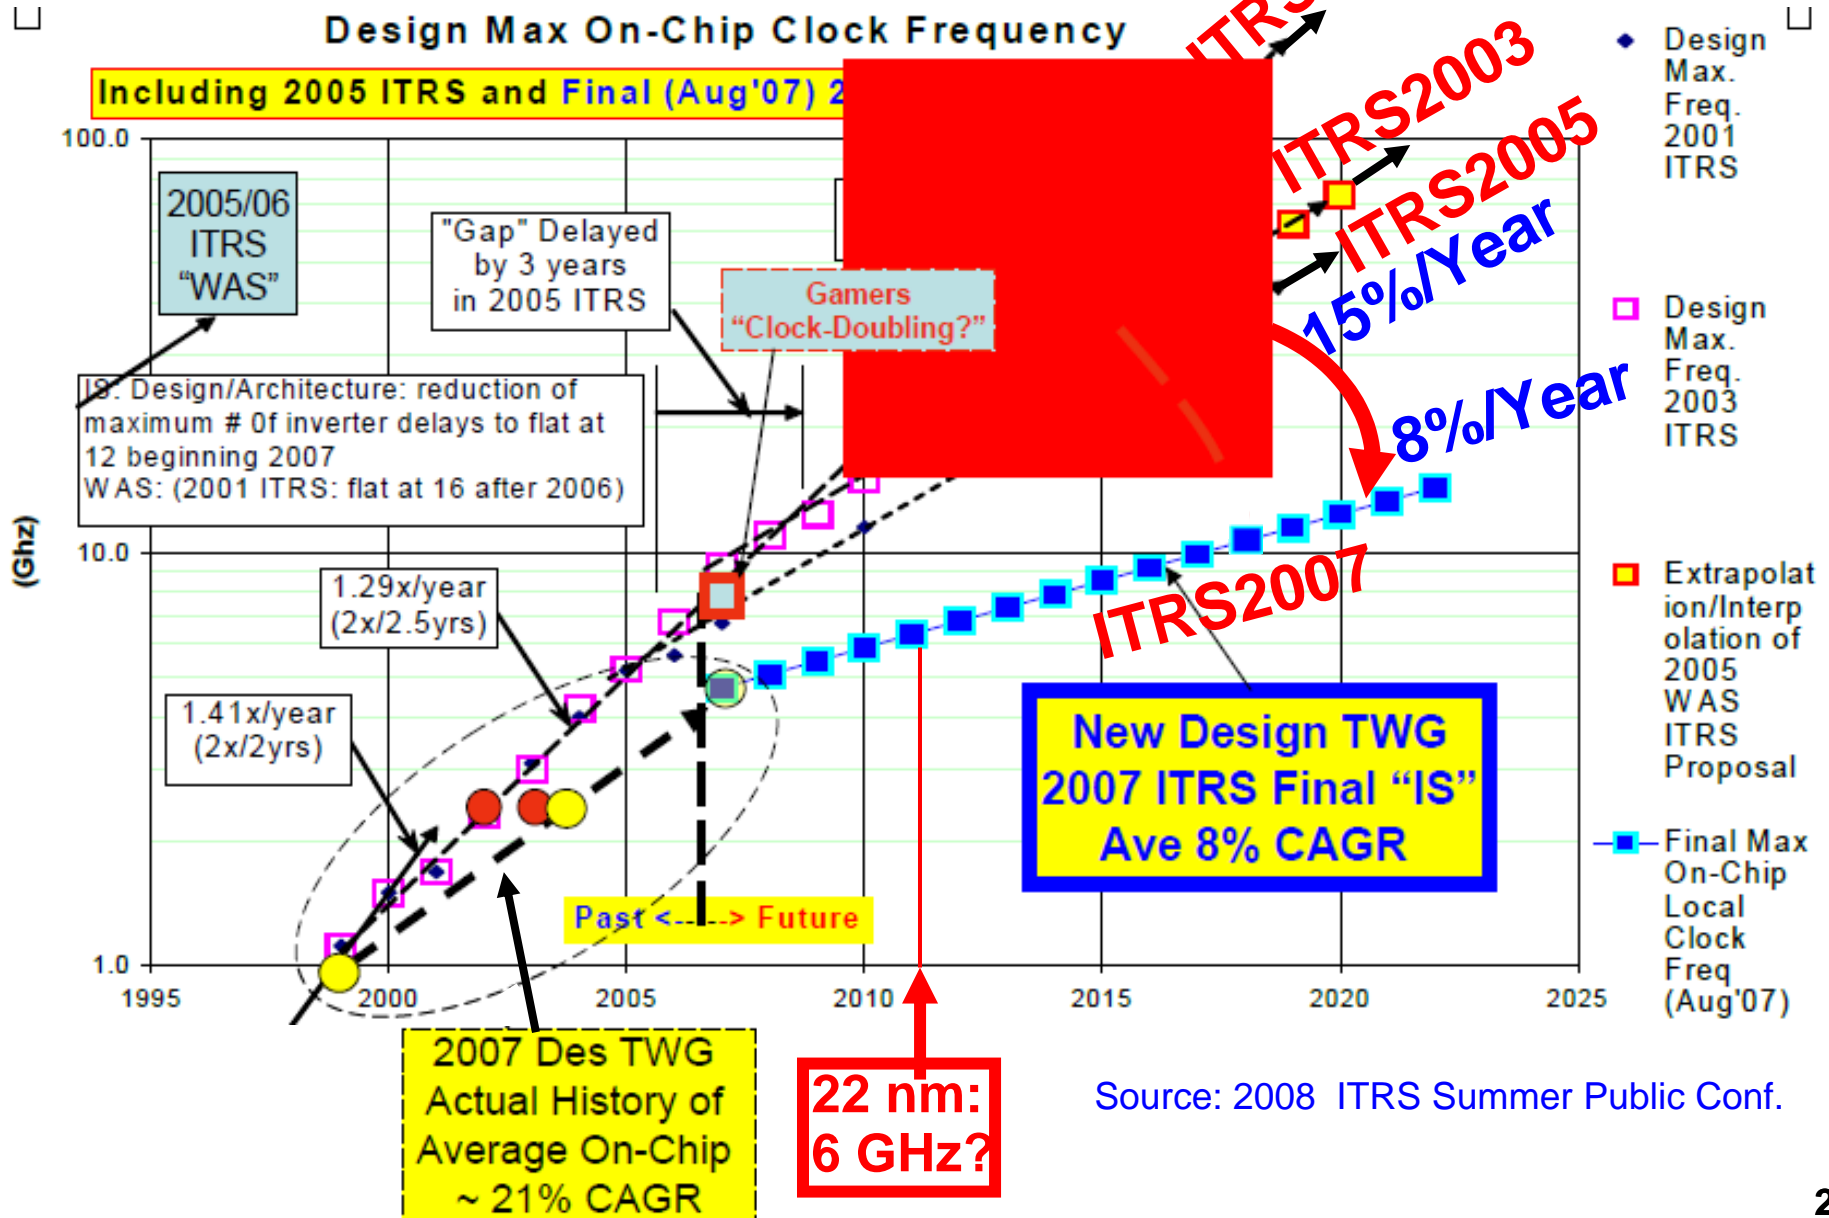 Design Max On-Chip Clock Frequency
Including 2005 ITRS and Final (Aug'07) 2
ITRS
ITRS2003
ITRS2005
15%/Year
8%/Year
ITRS2007
(Ghz)
100.0
10.0
1.0
1995
2000
2005
2010
2015
2020
2025
2005/06
ITRS
“WAS”
"Gap" Delayed
by 3 years
in 2005 ITRS
Gamers
“Clock-Doubling?”
IS: Design/Architecture: reduction of
maximum # 0f inverter delays to flat at
12 beginning 2007
WAS: (2001 ITRS: flat at 16 after 2006)
1.29x/year
(2x/2.5yrs)
1.41x/year
(2x/2yrs)
Past <-----> Future
New Design TWG
2007 ITRS Final “IS”
Ave 8% CAGR
2007 Des TWG
Actual History of
Average On-Chip
~ 21% CAGR
22 nm:
6 GHz?
Source: 2008 ITRS Summer Public Conf.
Design
Max.
Freq.
2001
ITRS
Design
Max.
Freq.
2003
ITRS
Extrapolat
ion/Interp
olation of
2005
WAS
ITRS
Proposal
Final Max
On-Chip
Local
Clock
Freq
(Aug'07)
2